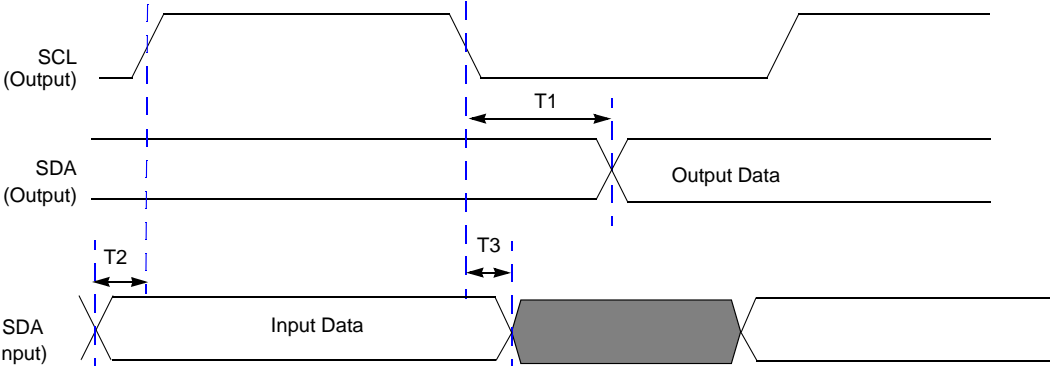 SCL
(Output)
T1
SDA
(Output)
Output Data
T2
T3
SDA
nput)
Input Data